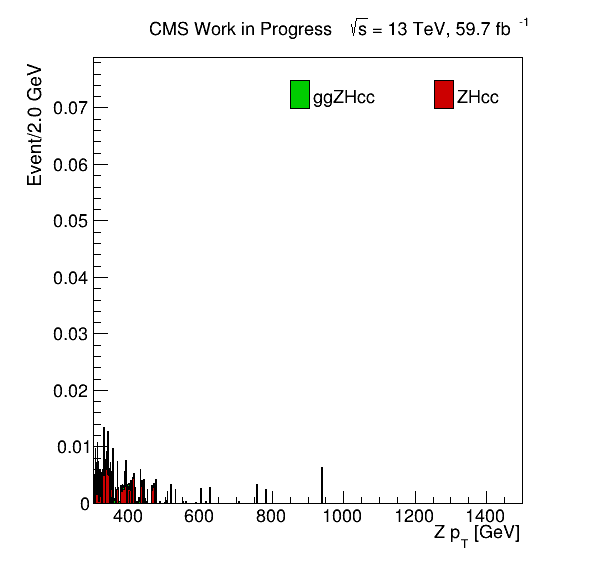 CMS Work in Progress √s = 13 TeV, 59.7 fb -1
Event/2.0 GeV
ggZHcc
ZHcc
0.07
0.06
0.05
0.04
0.03
0.02
0.01
0
400 600 800 1000 1200 1400
Z pT [GeV]